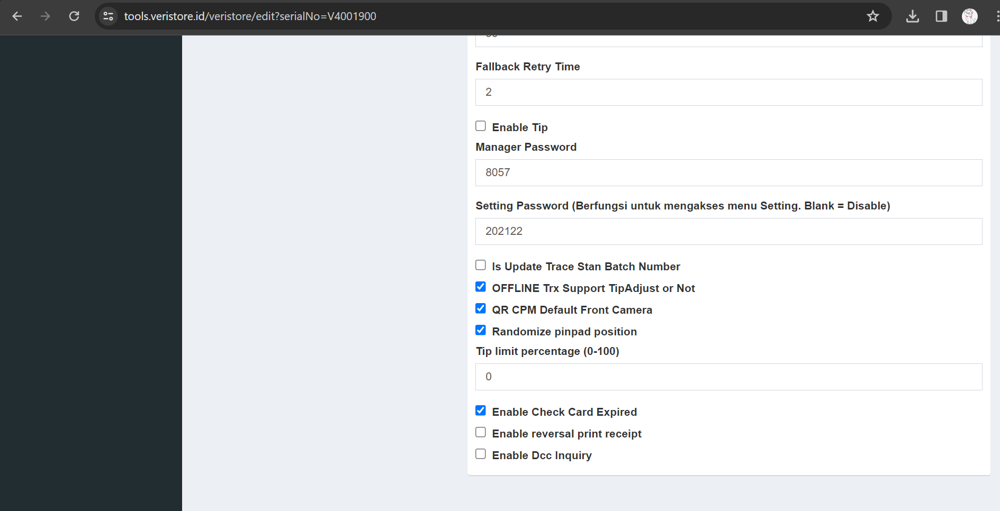 tools.veristore.id/veristore/edit?serialNo=V4001900
Fallback Retry Time
2
Enable Tip
Manager Password
8057
Setting Password (Berfungsi untuk mengakses menu Setting. Blank = Disable)
202122
Is Update Trace Stan Batch Number
OFFLINE Trx Support TipAdjust or Not
QR CPM Default Front Camera
Randomize pinpad position
Tip limit percentage (0-100)
0
Enable Check Card Expired
Enable reversal print receipt
Enable Dcc Inquiry